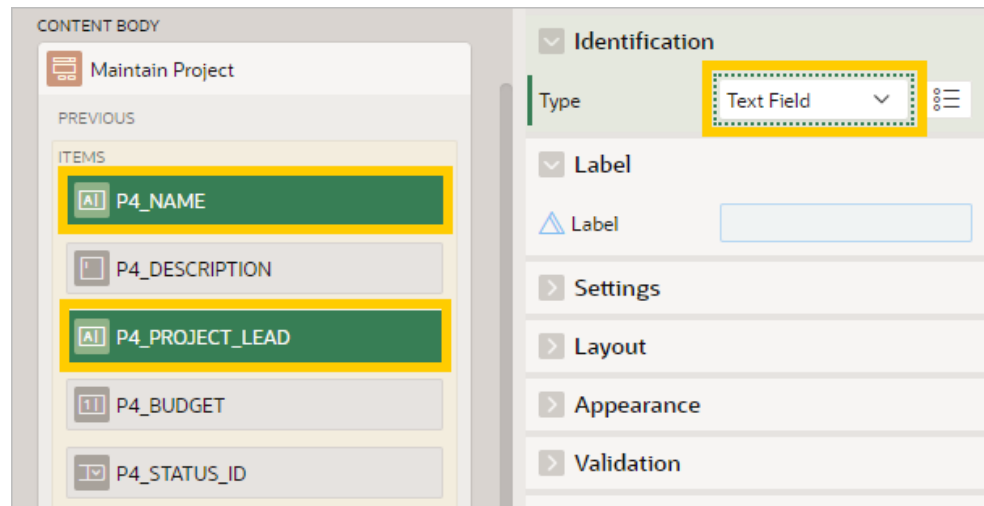 CONTENT BODY
Maintain Project
PREVIOUS
ITEMS
P4_NAME
P4_DESCRIPTION
P4_PROJECT_LEAD
P4_BUDGET
P4_STATUS_ID
Identification
Type Text Field
Label
Label
Settings
Layout
Appearance
Validation